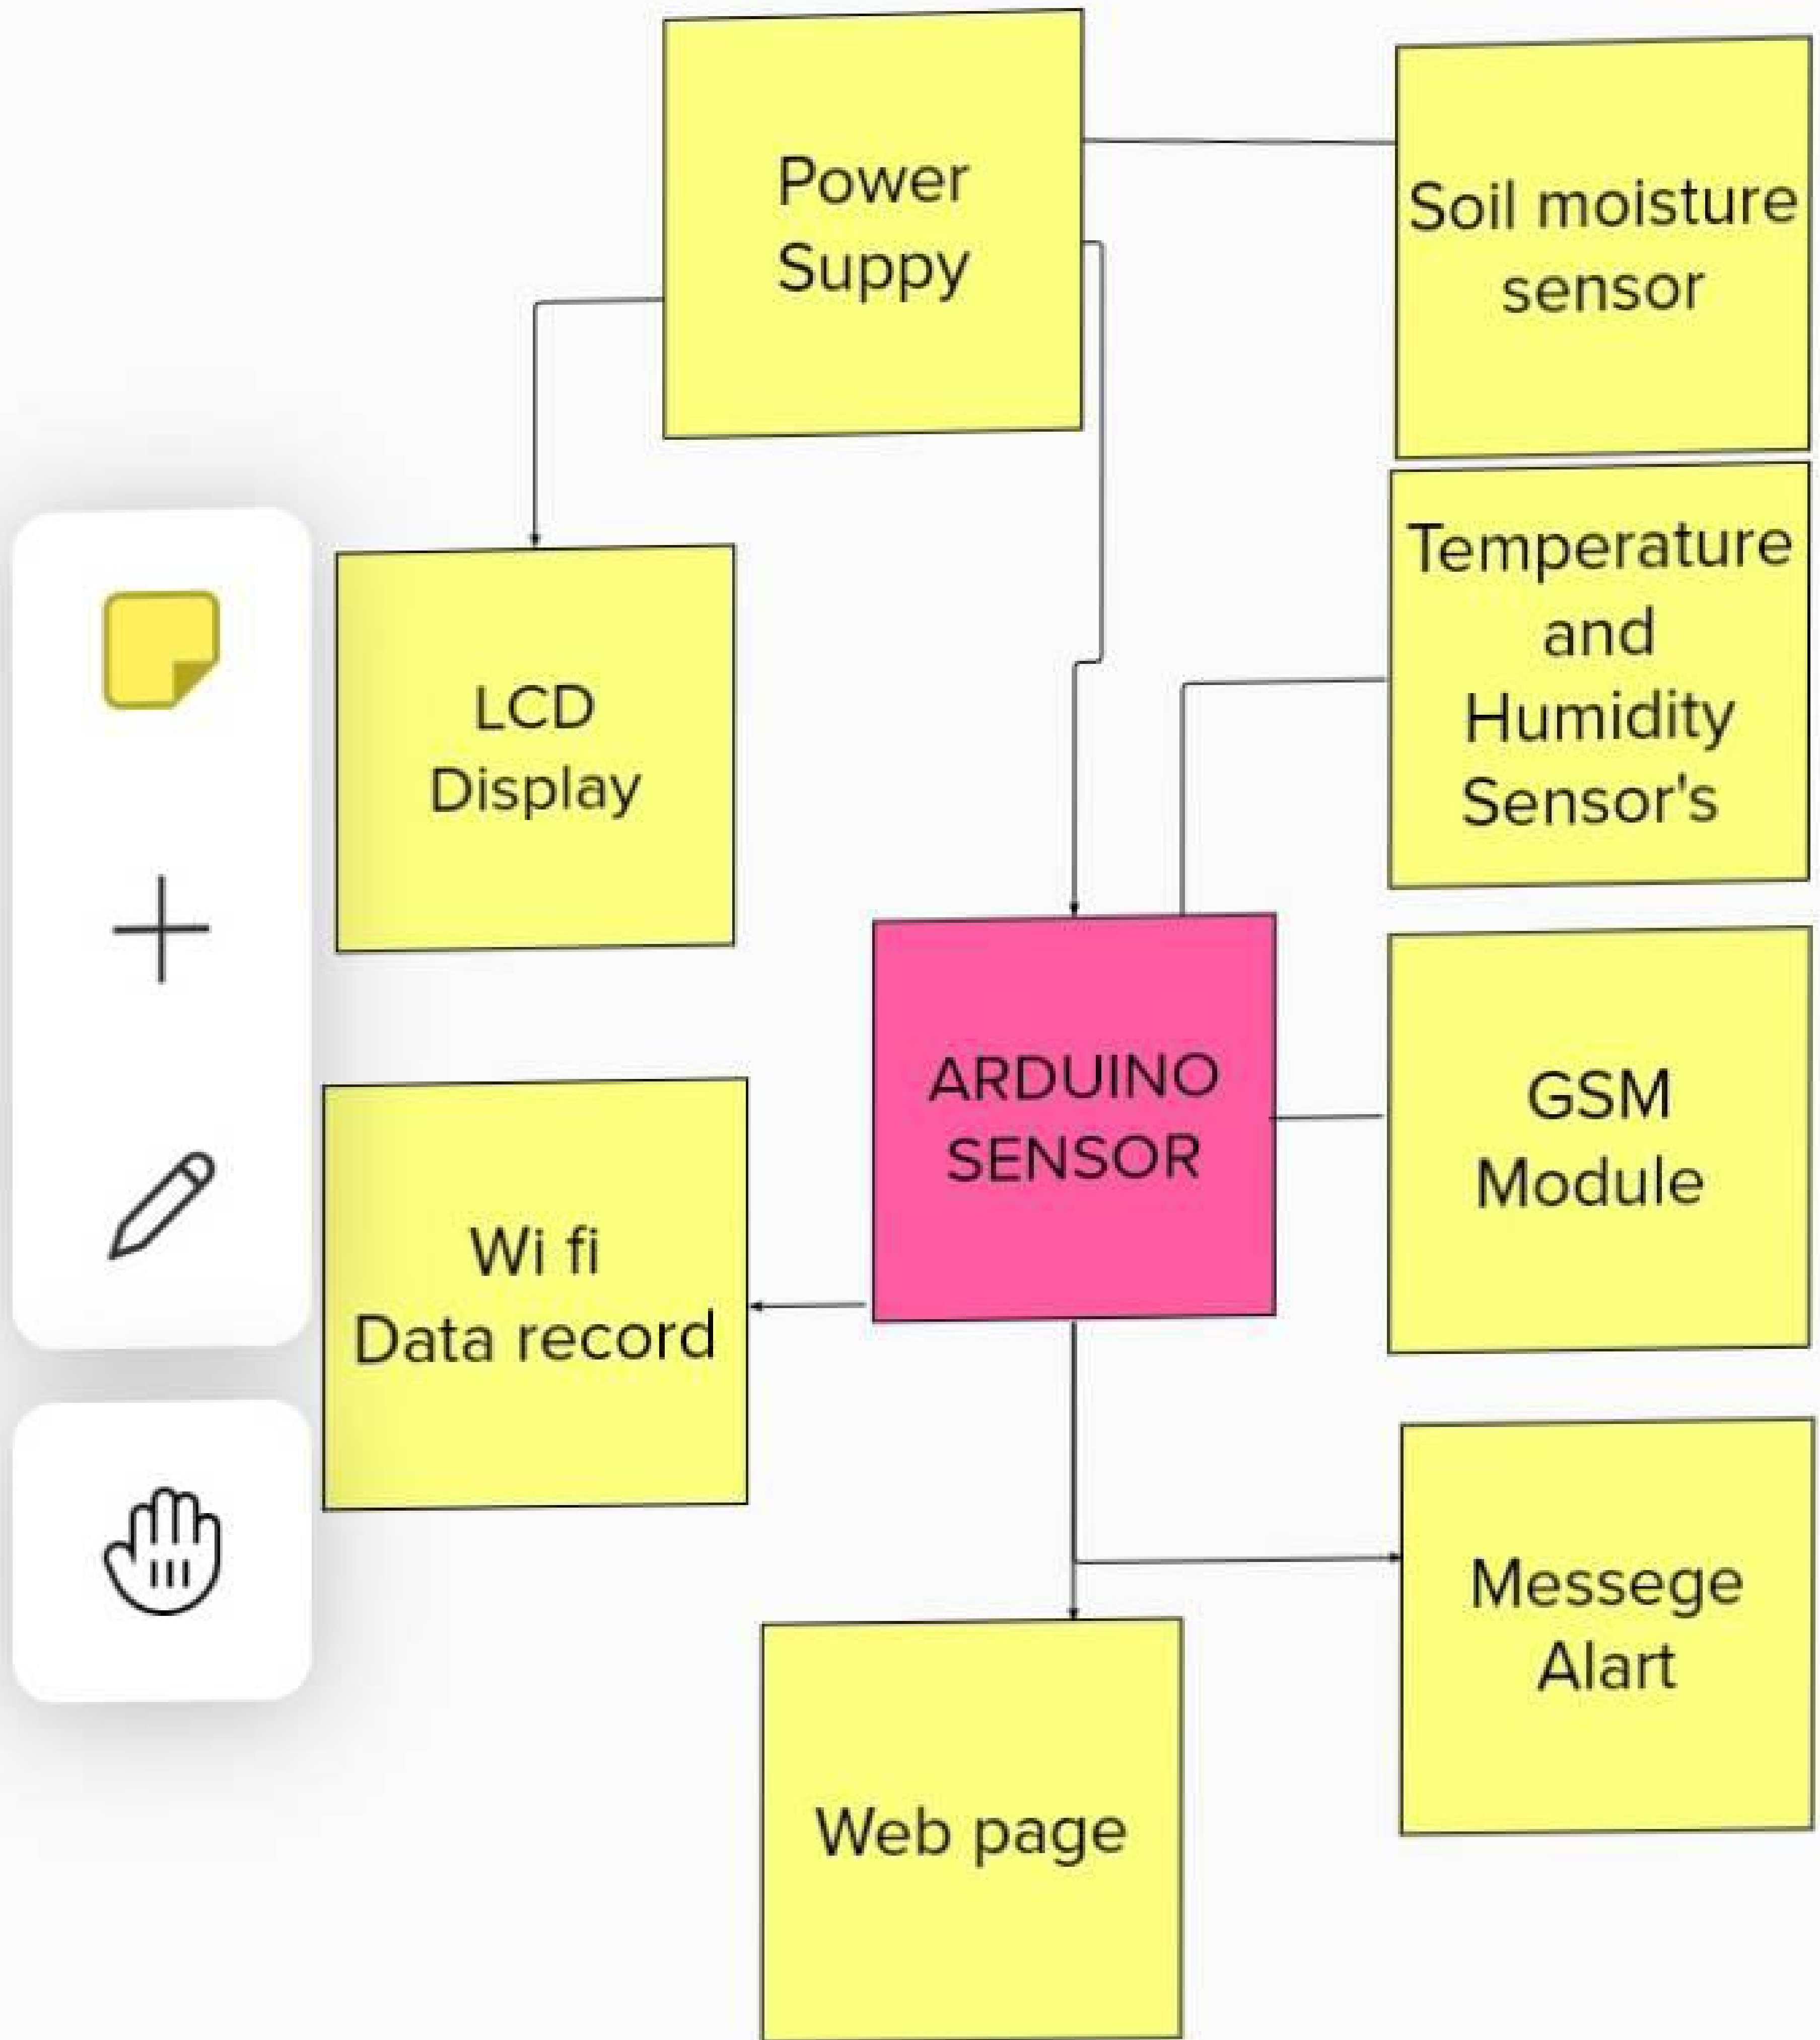 Power
Suppy
Soil moisture
sensor
Temperature
and
Humidity
Sensor's
LCD
Display
ARDUINO
SENSOR
GSM
Module
Wi fi
Data record
Messege
Alart
Web page